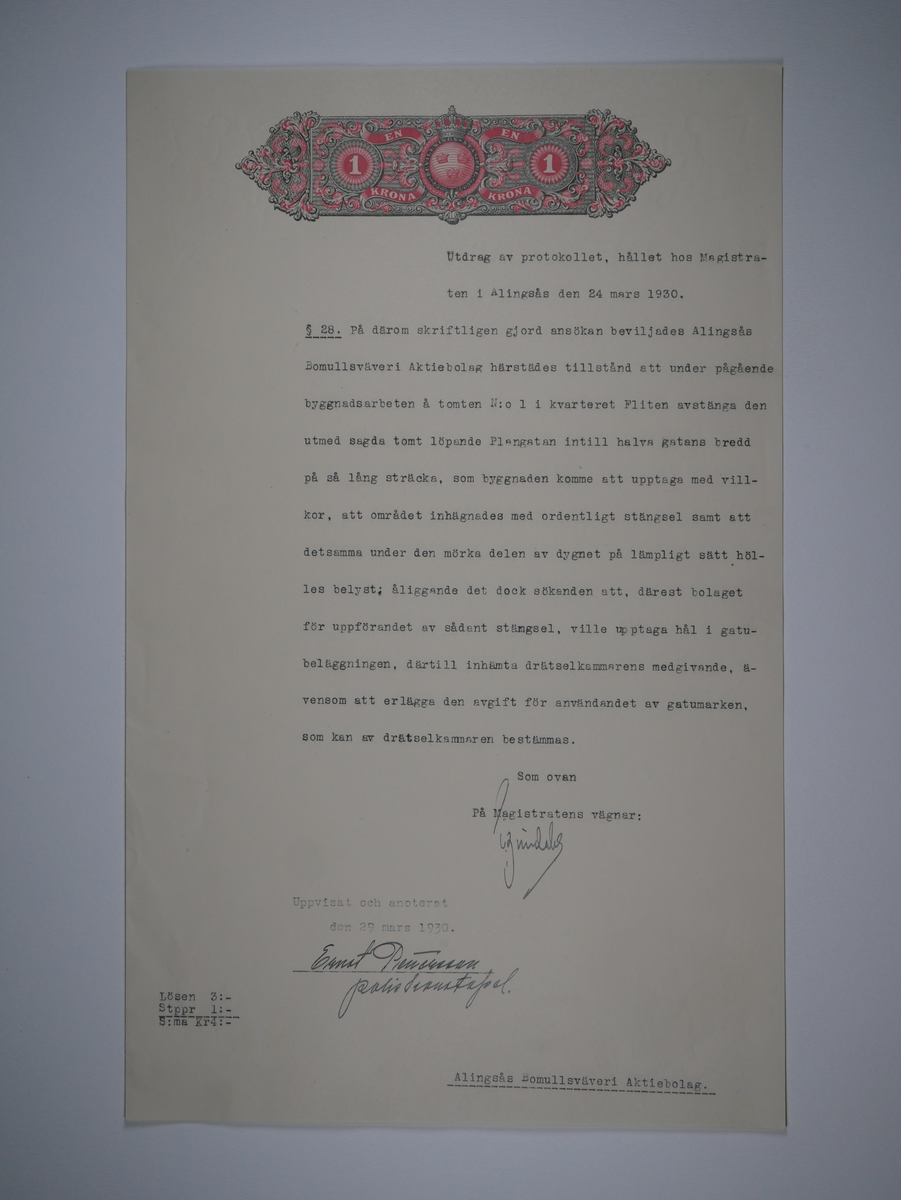 EN EN
1 1
KRONA KRONA
Utdrag av protokollet, hållet hos Magistra-
ten i Alingsås den 24 mars 1930.
§ 28. På därom skriftligen gjord ansökan beviljades Alingsås
Bomullsväveri Aktiebolag härstädes tillstånd att under pågående
byggnadsarbeten å tomten N:o 1 i kvarteret Fliten avstänga den
utmed sagda tomt löpande Plangatan intill halva gatans bredd
på så lång sträcka, som byggnaden komme att upptaga med vill-
kor, att området inhägnades med ordentligt stängsel samt att
detsamma under den mörka delen av dygnet på lämpligt sätt höl-
les belyst; åliggande det dock sökanden att, därest bolaget
för uppförandet av sådant stängsel, ville upptaga hål i gatu-
beläggningen, därtill inhämta drätselkammarens medgivande, ä-
vensom att erlägga den avgift för användandet av gatumarken,
som kan av drätselkammaren bestämmas.
Som ovan
På Magistratens vägnar:
Uppvisat och anoterat
den 29 mars 1930.
Ernst
poliskonstapel.
Lösen 3:-
Stppr 1:-
S:ma Kr4:-
Alingsås Bomullsväveri Aktiebolag.